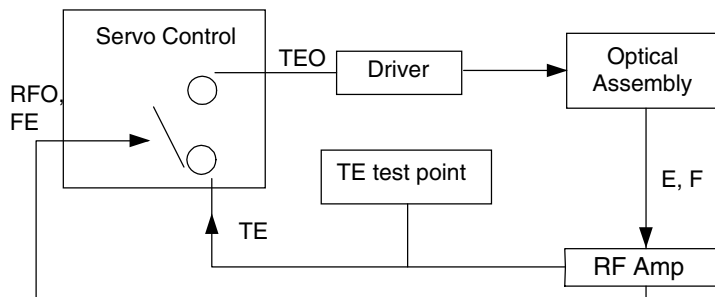 Servo Control
TEO
Driver
Optical
Assembly
RFO,
FE
TE test point
E, F
TE
RF Amp